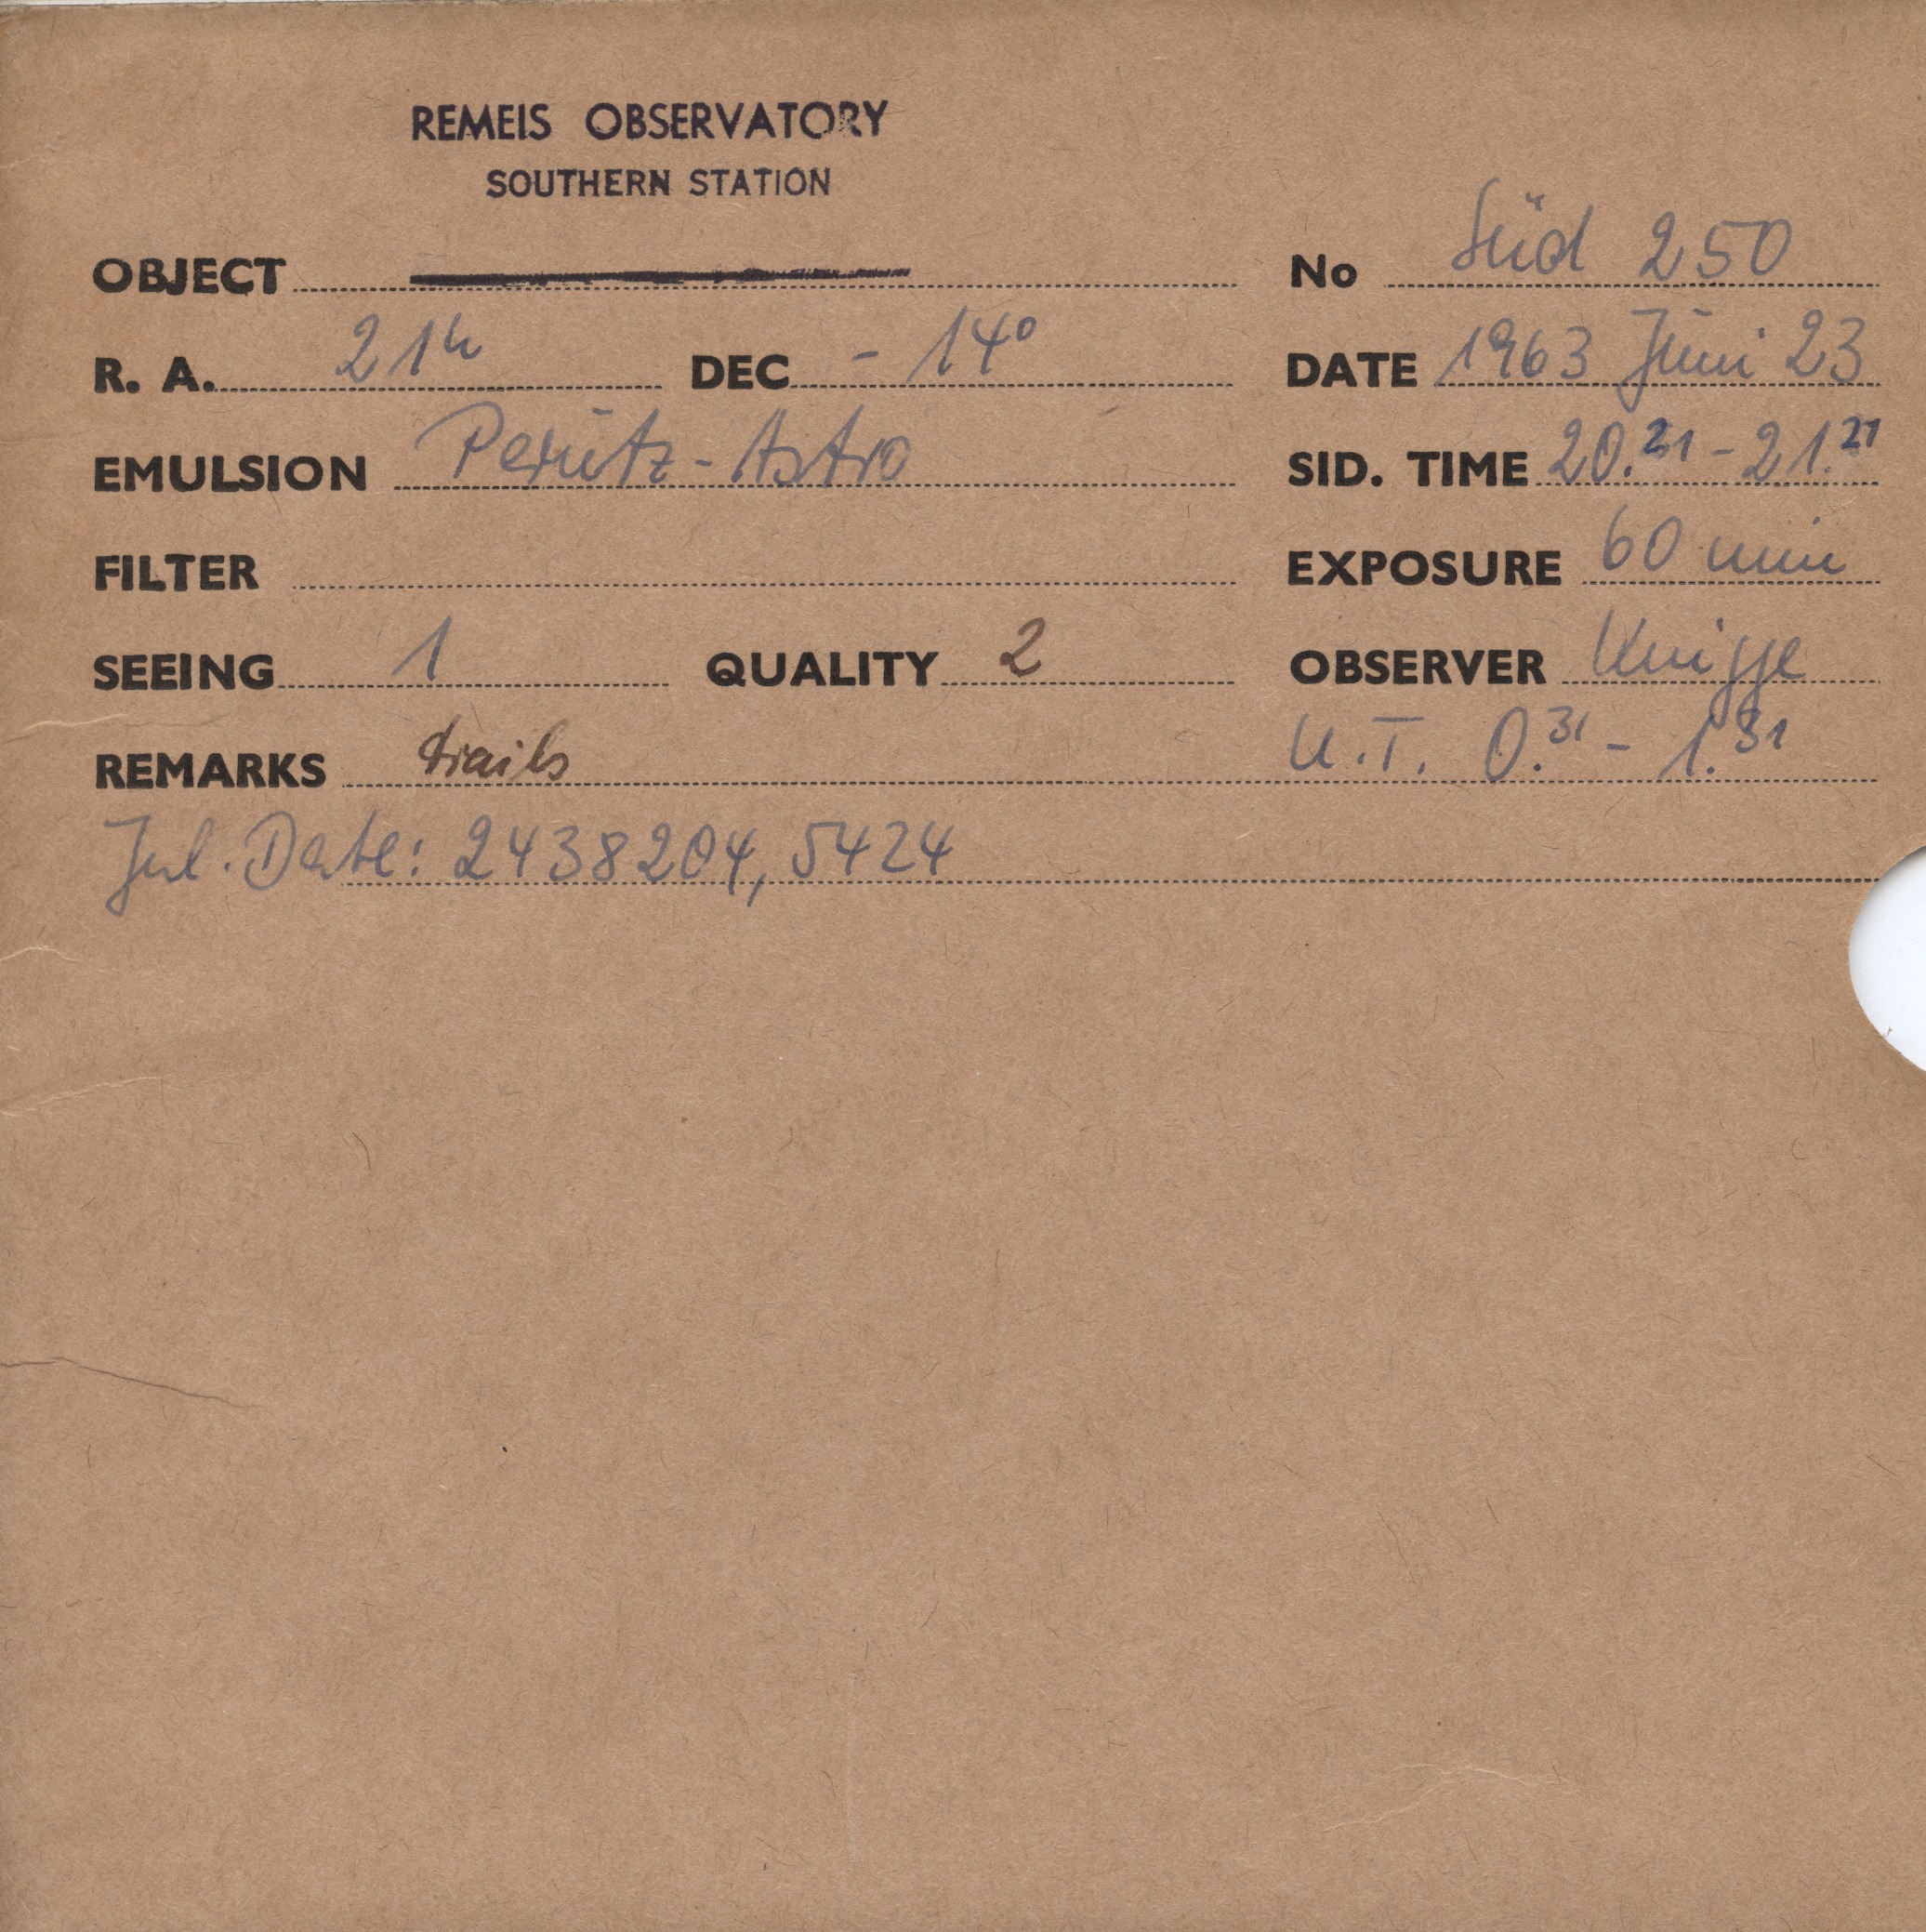 REMEIS OBSERVATORY
SOUTHERN STATION
OBJECT No Süd 250
R. A. 21h DEC - 14° DATE 1963 Juni 23
EMULSION Perutz-Astro SID. TIME 20.21 - 21.21
FILTER EXPOSURE 60 min
SEEING 1 QUALITY 2 OBSERVER Knigge
REMARKS trails U.T. 0.31 - 1.31
Jul. Date: 2438204,5424